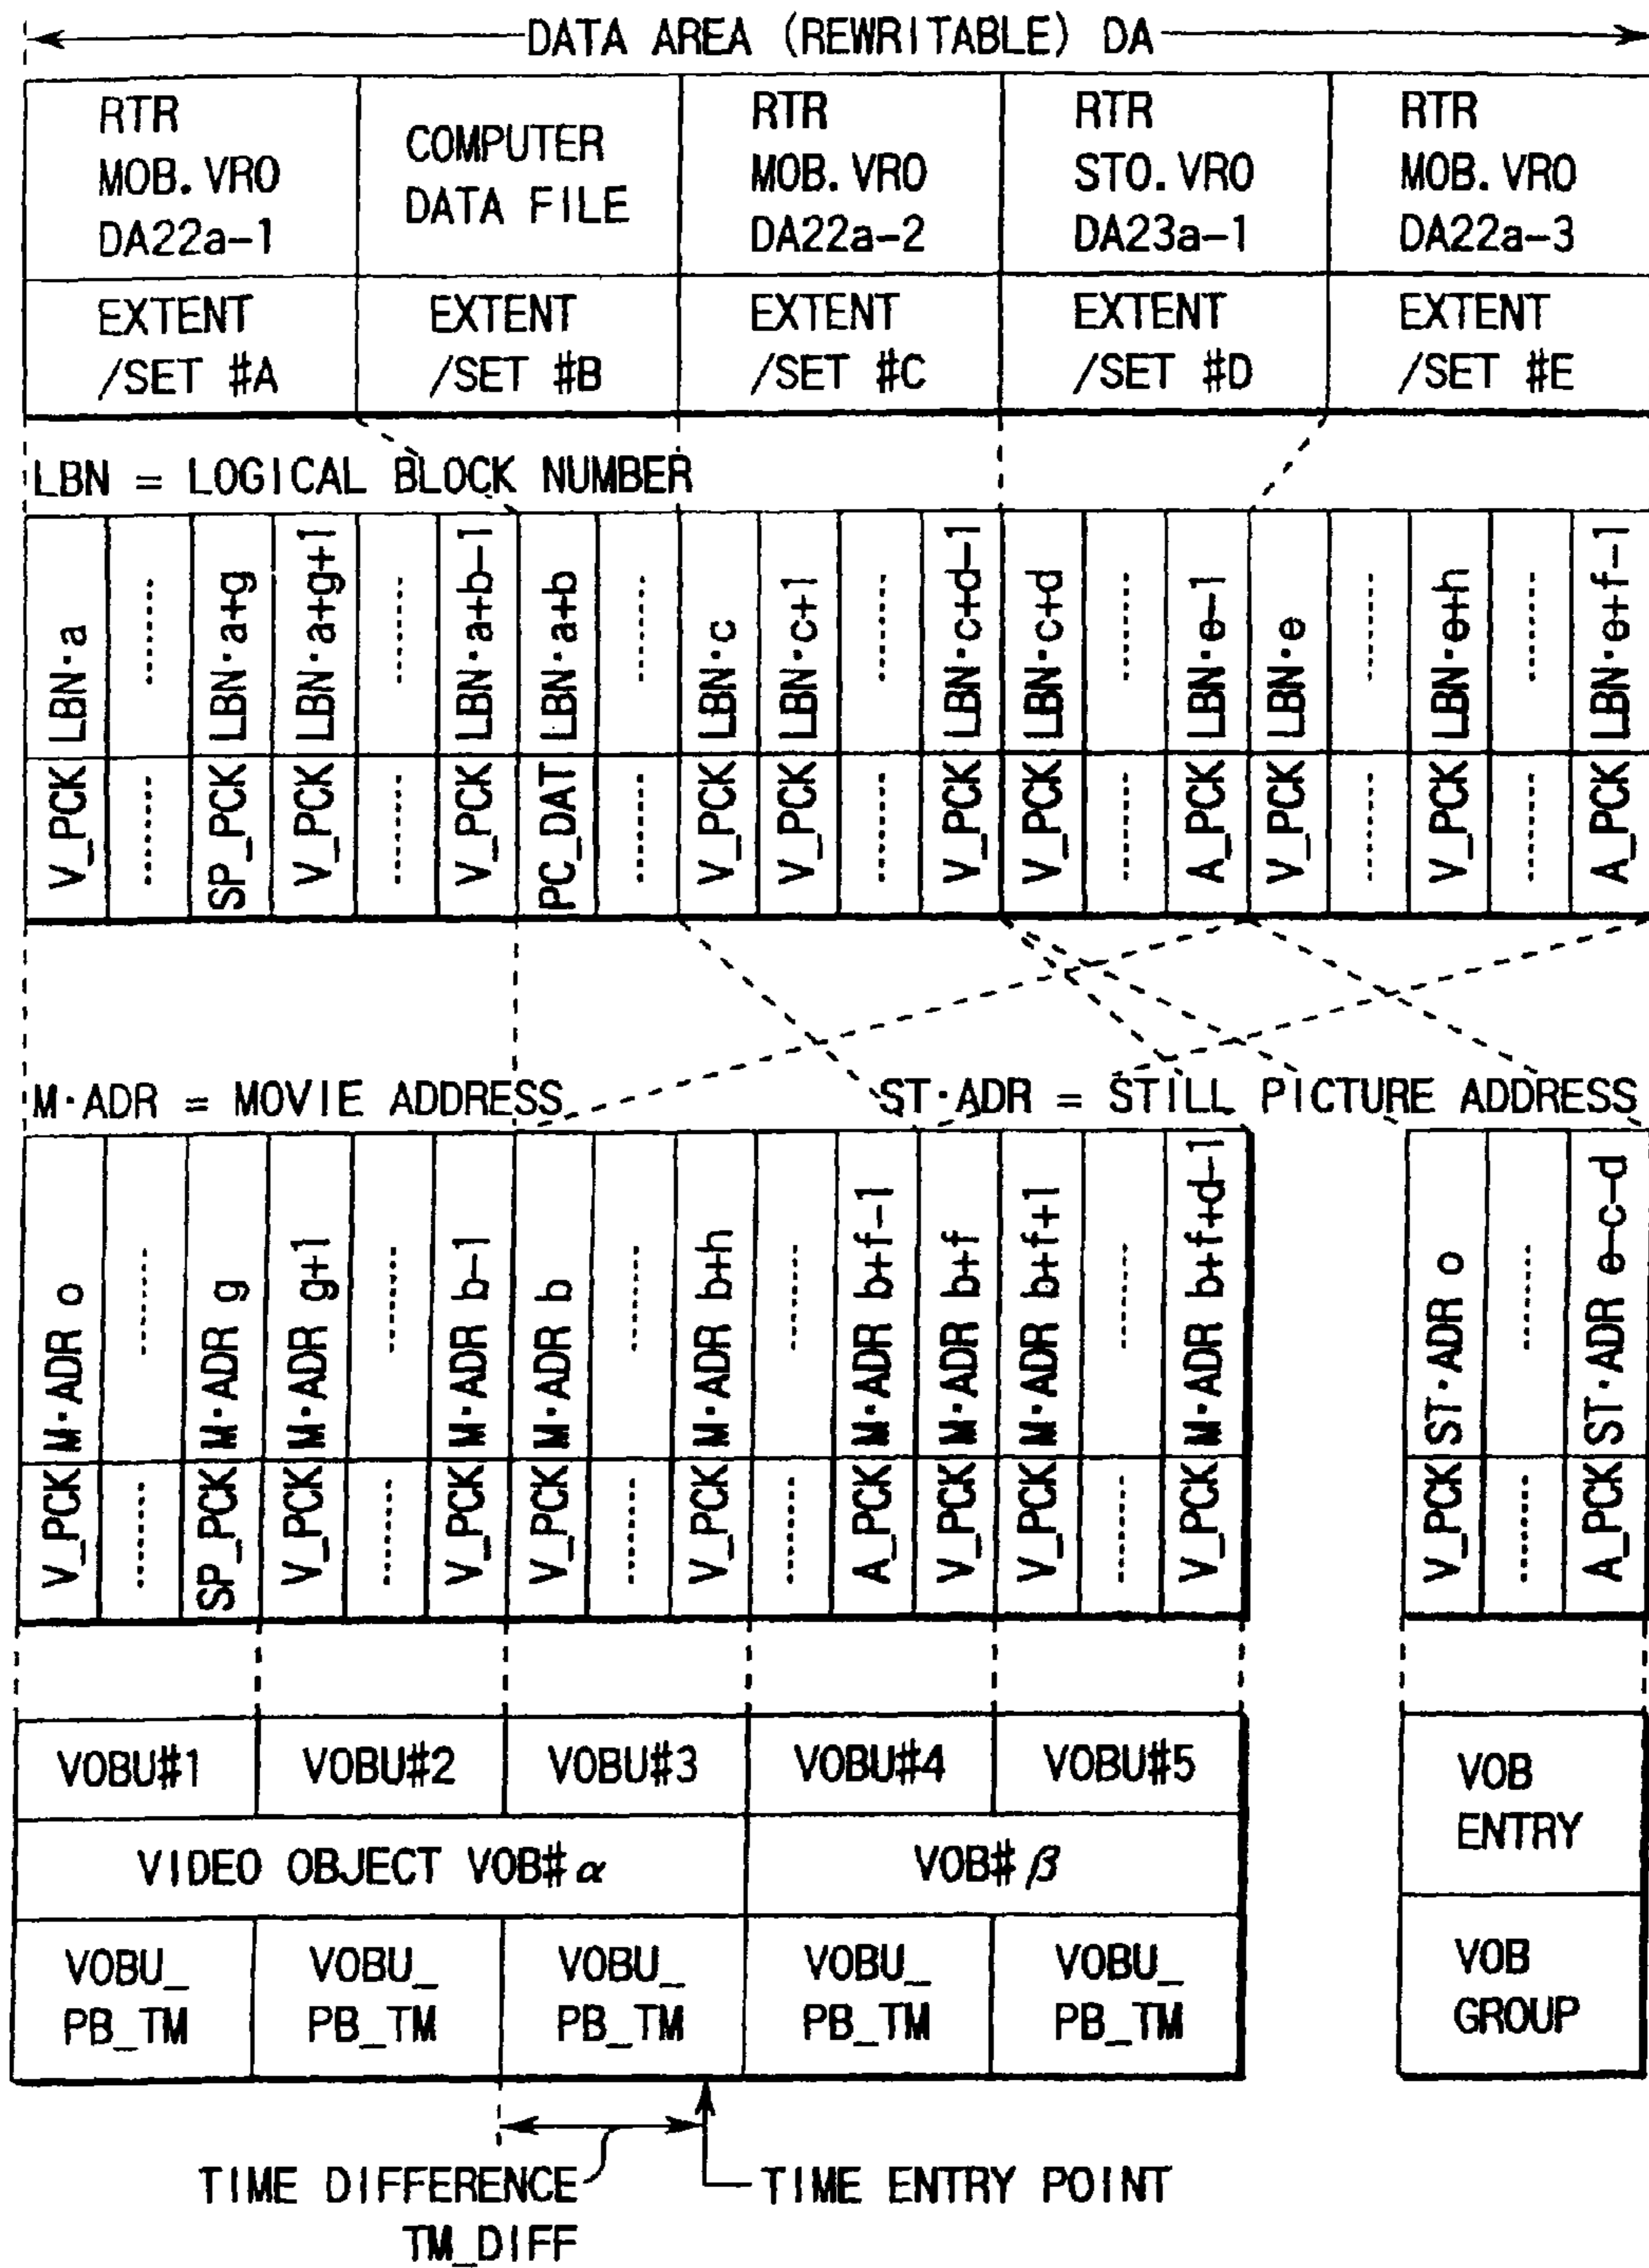 DATA AREA (REWRITABLE) DA
RTR
MOB.VRO
DA22a-1
COMPUTER
DATA FILE
RTR
MOB.VRO
DA22a-2
RTR
STO.VRO
DA23a-1
RTR
MOB.VRO
DA22a-3
EXTENT
/SET #A
EXTENT
/SET #B
EXTENT
/SET #C
EXTENT
/SET #D
EXTENT
/SET #E
LBN = LOGICAL BLOCK NUMBER
V_PCK LBN·a
SP_PCK LBN·a+g
V_PCK LBN·a+g+1
V_PCK LBN·a+b-1
PC_DAT LBN·a+b
V_PCK LBN·c
V_PCK LBN·c+1
V_PCK LBN·c+d-1
V_PCK LBN·c+d
A_PCK LBN·e-1
V_PCK LBN·e
V_PCK LBN·e+h
A_PCK LBN·e+f-1
M·ADR = MOVIE ADDRESS
ST·ADR = STILL PICTURE ADDRESS
V_PCK M·ADR o
SP_PCK M·ADR g
V_PCK M·ADR g+1
V_PCK M·ADR b-1
V_PCK M·ADR b
V_PCK M·ADR b+h
A_PCK M·ADR b+f-1
V_PCK M·ADR b+f
V_PCK M·ADR b+f+1
V_PCK M·ADR b+f+d-1
V_PCK ST·ADR o
A_PCK ST·ADR e-c-d
VOBU#1
VOBU#2
VOBU#3
VOBU#4
VOBU#5
VOB
ENTRY
VIDEO OBJECT VOB#α
VOB#β
VOBU_
PB_TM
VOBU_
PB_TM
VOBU_
PB_TM
VOBU_
PB_TM
VOBU_
PB_TM
VOB
GROUP
TIME DIFFERENCE
TM_DIFF
TIME ENTRY POINT